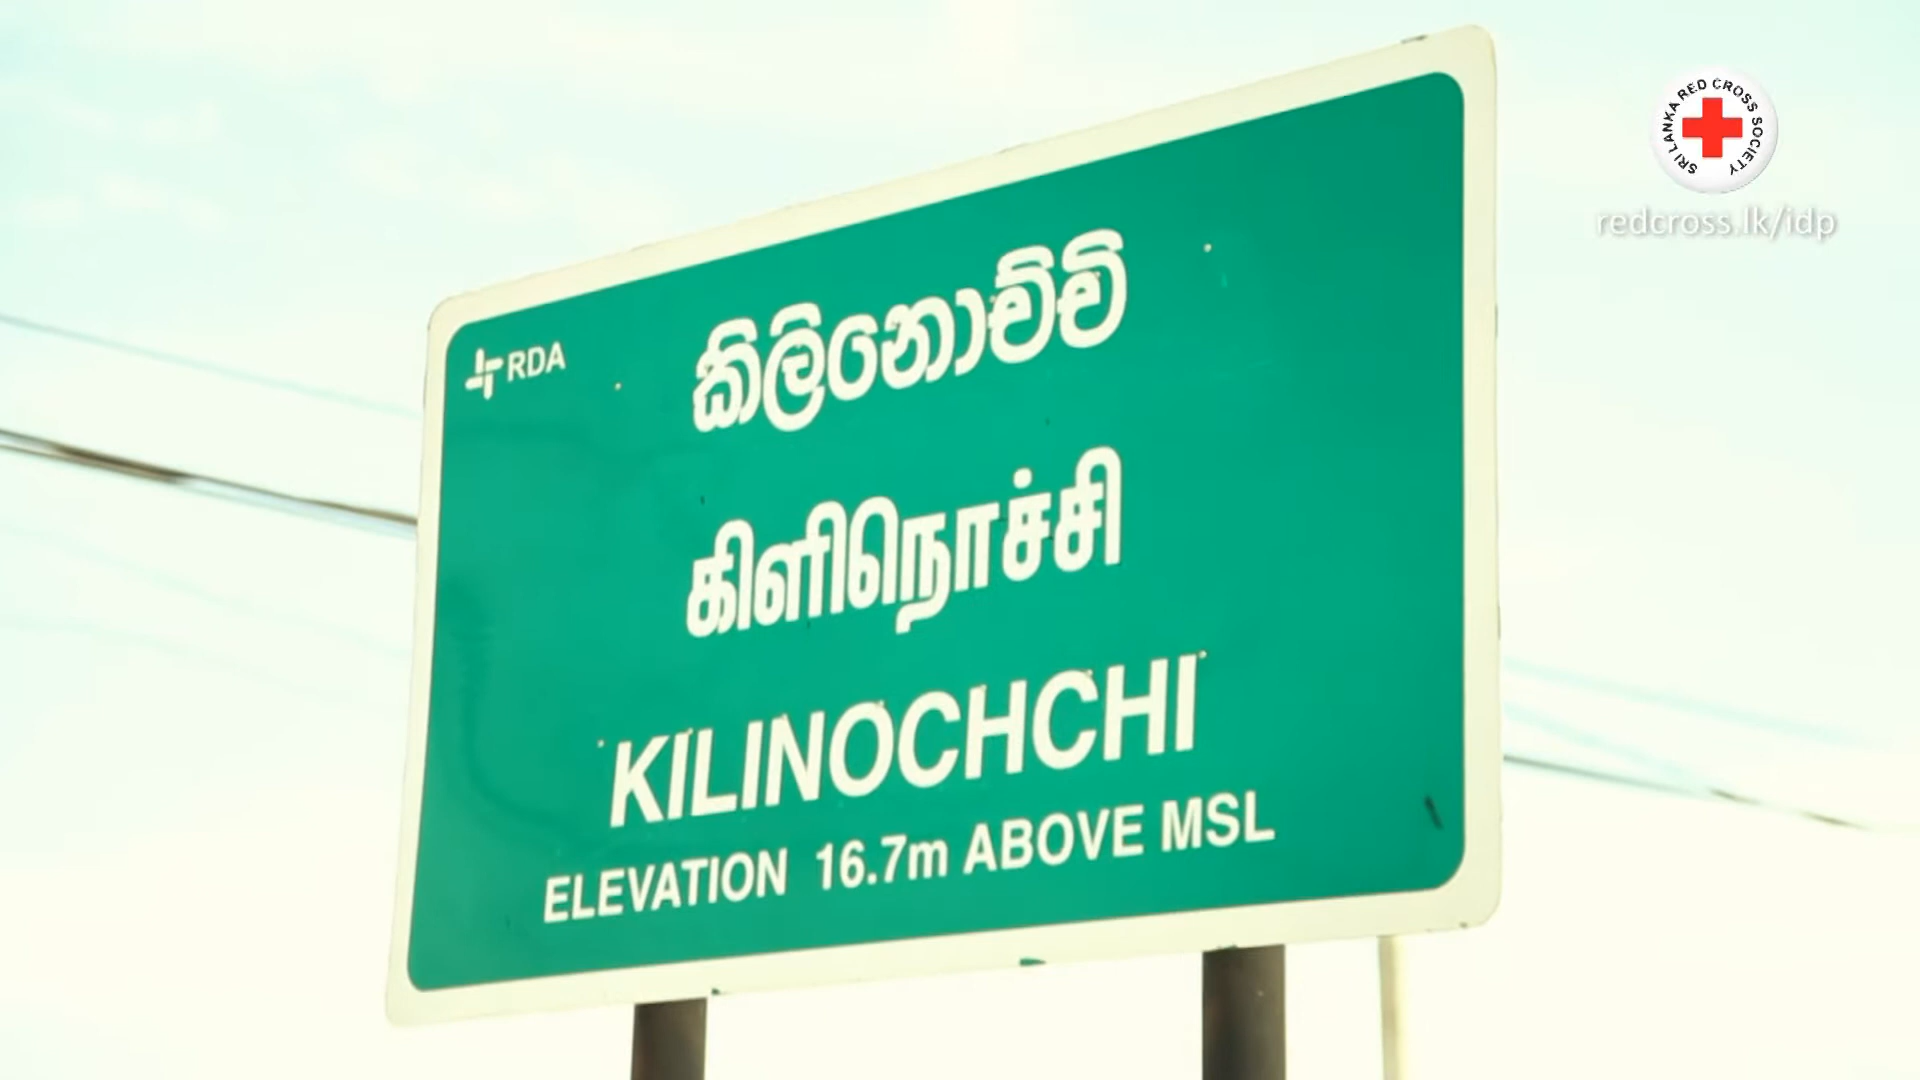 RDA
කිලිනොච්චි
கிளிநொச்சி
KILINOCHCHI
ELEVATION 16.7m ABOVE MSL
SRI LANKA RED CROSS SOCIETY
redcross.lk/idp